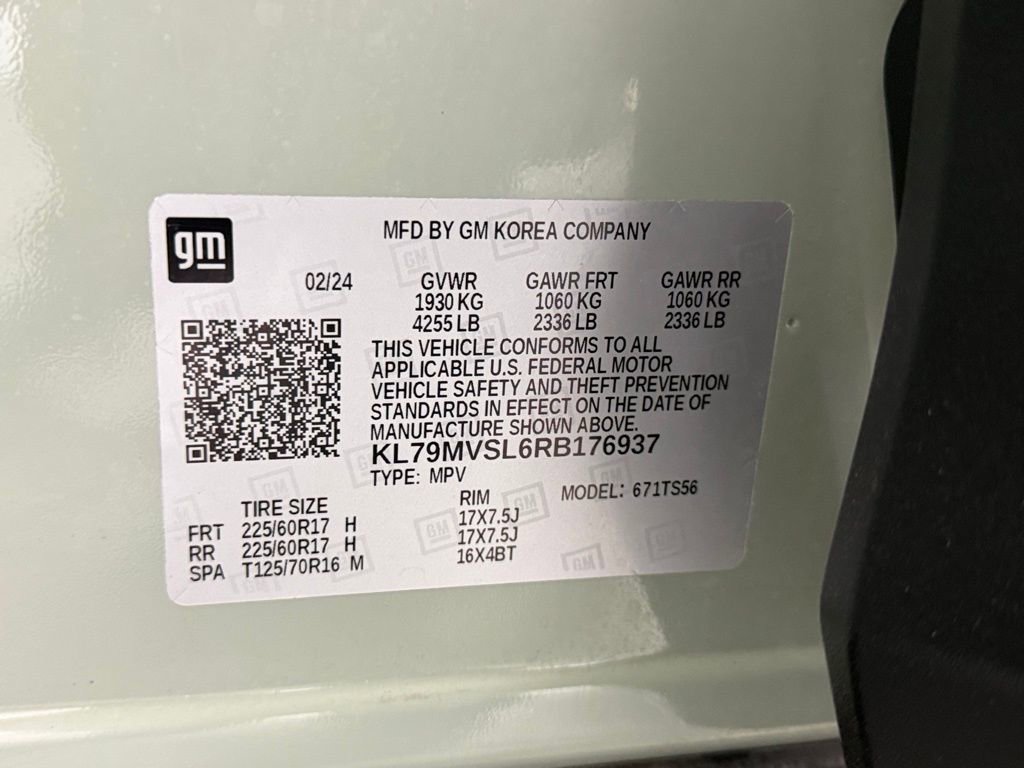 gm
MFD BY GM KOREA COMPANY
02/24 GVWR GAWR FRT GAWR RR
1930 KG 1060 KG 1060 KG
4255 LB 2336 LB 2336 LB
THIS VEHICLE CONFORMS TO ALL
APPLICABLE U.S. FEDERAL MOTOR
VEHICLE SAFETY AND THEFT PREVENTION
STANDARDS IN EFFECT ON THE DATE OF
MANUFACTURE SHOWN ABOVE.
KL79MVSL6RB176937
TYPE: MPV MODEL: 671TS56
TIRE SIZE RIM
FRT 225/60R17 H 17X7.5J
RR 225/60R17 H 17X7.5J
SPA T125/70R16 M 16X4BT